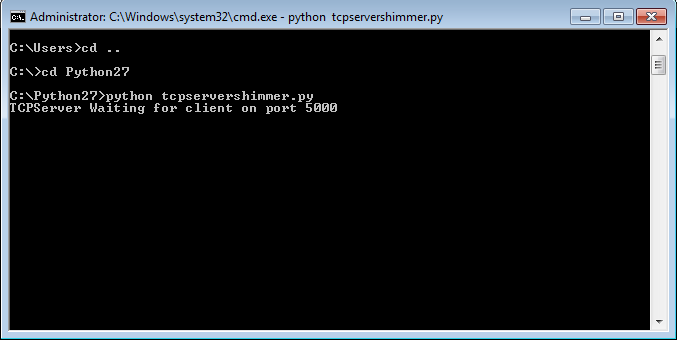 Administrator: C:\Windows\system32\cmd.exe - python tcpservershimmer.py
C:\Users>cd ..
C:\>cd Python27
C:\Python27>python tcpservershimmer.py
TCPServer Waiting for client on port 5000